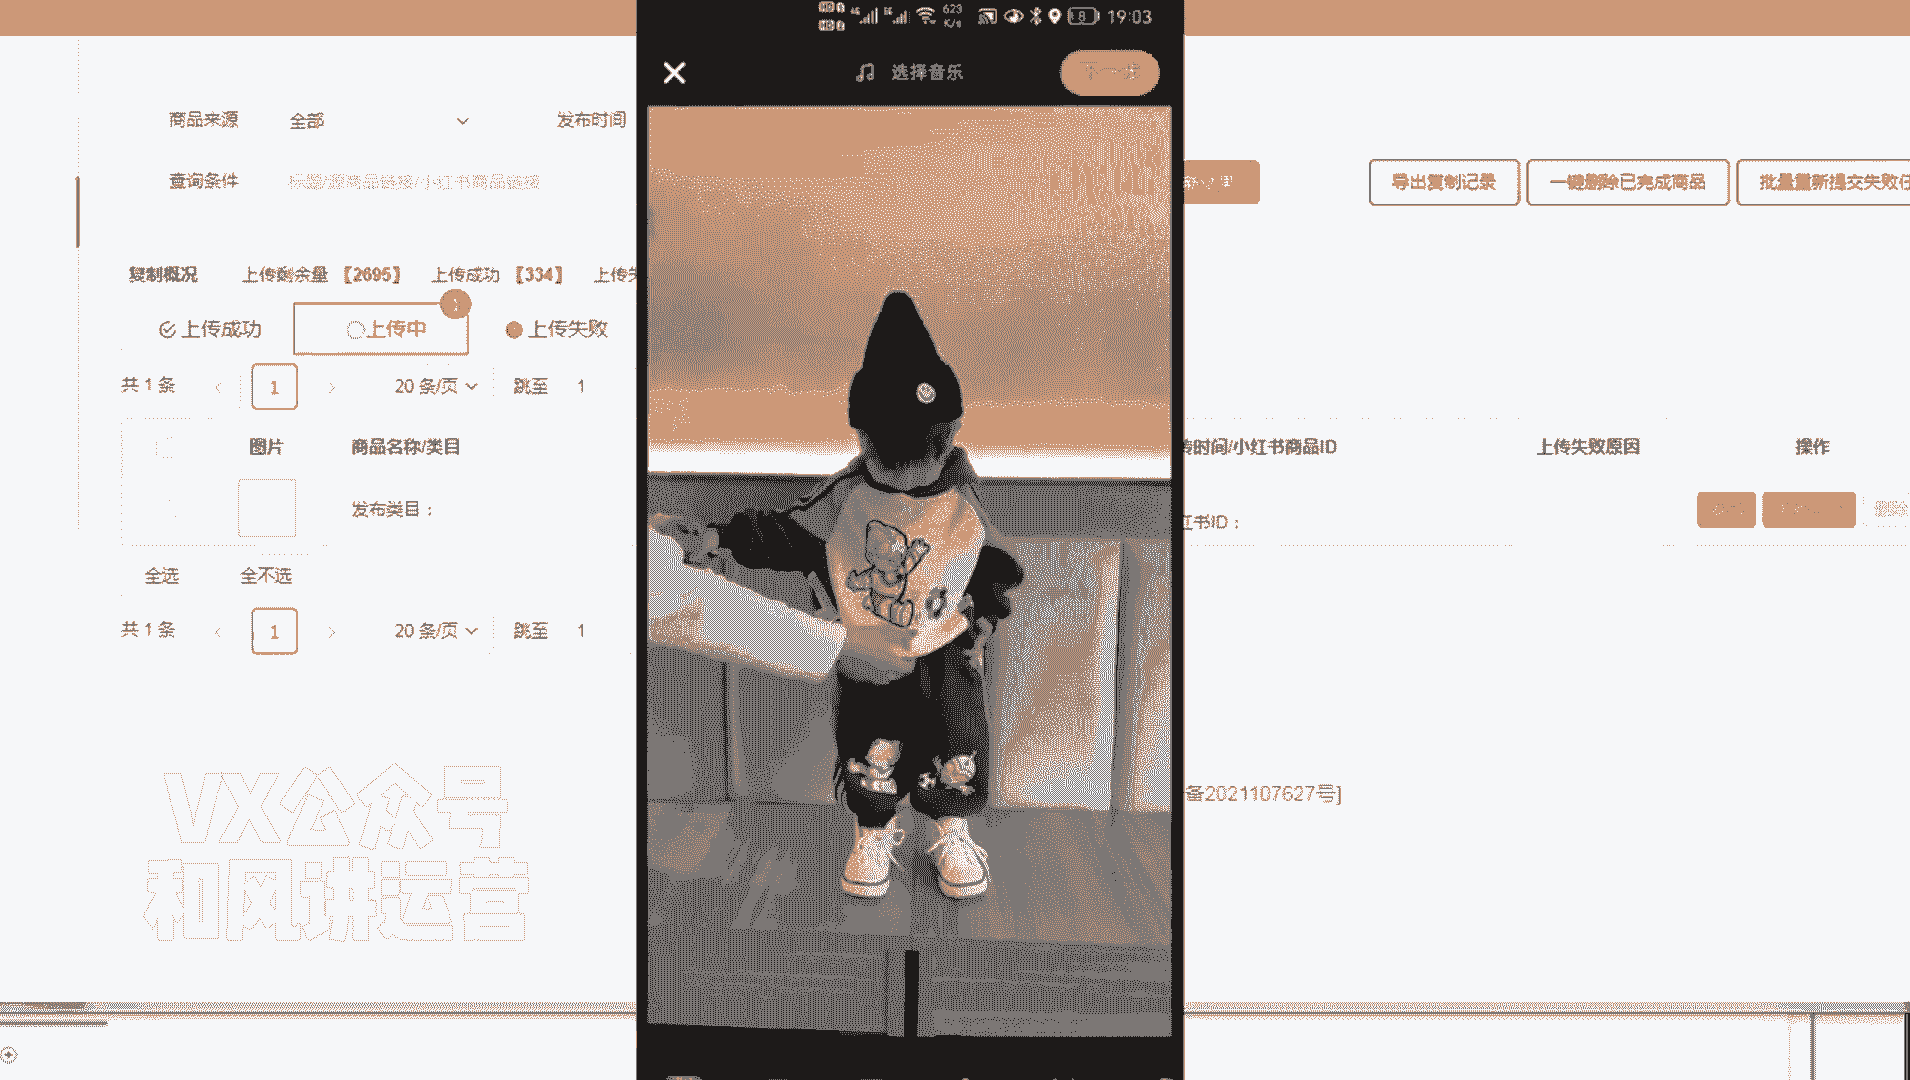 623
K/s
8
19:03
选择音乐
下一步
商品来源
全部
发布时间
查询条件
标题/源商品链接/小红书商品链接
导出复制记录
一键删除已完成商品
批量重新提交失败任
复制概况
上传剩余量 【2695】
上传成功 【334】
上传失
上传成功
上传中
1
上传失败
共 1 条
1
20 条/页
跳至
1
图片
商品名称/类目
传时间/小红书商品ID
上传失败原因
操作
发布类目：
红书ID：
删除
全选
全不选
共 1 条
1
20 条/页
跳至
1
备2021107627号]
VX公众号
和风讲运营